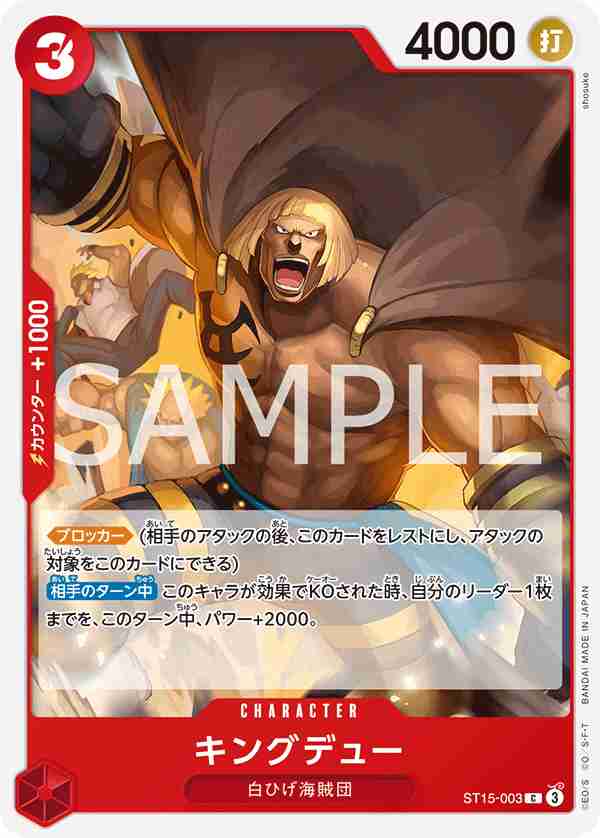 3
4000 打
shosuke
カウンター +1000
SAMPLE
ブロッカー (相手のアタックの後、このカードをレストにし、アタックの
対象をこのカードにできる)
相手のターン中 このキャラが効果でKOされた時、自分のリーダー1枚
までを、このターン中、パワー+2000。
CHARACTER
キングデュー
白ひげ海賊団
ST15-003 C 3
©E.O/S ©O/S・F・T BANDAI MADE IN JAPAN